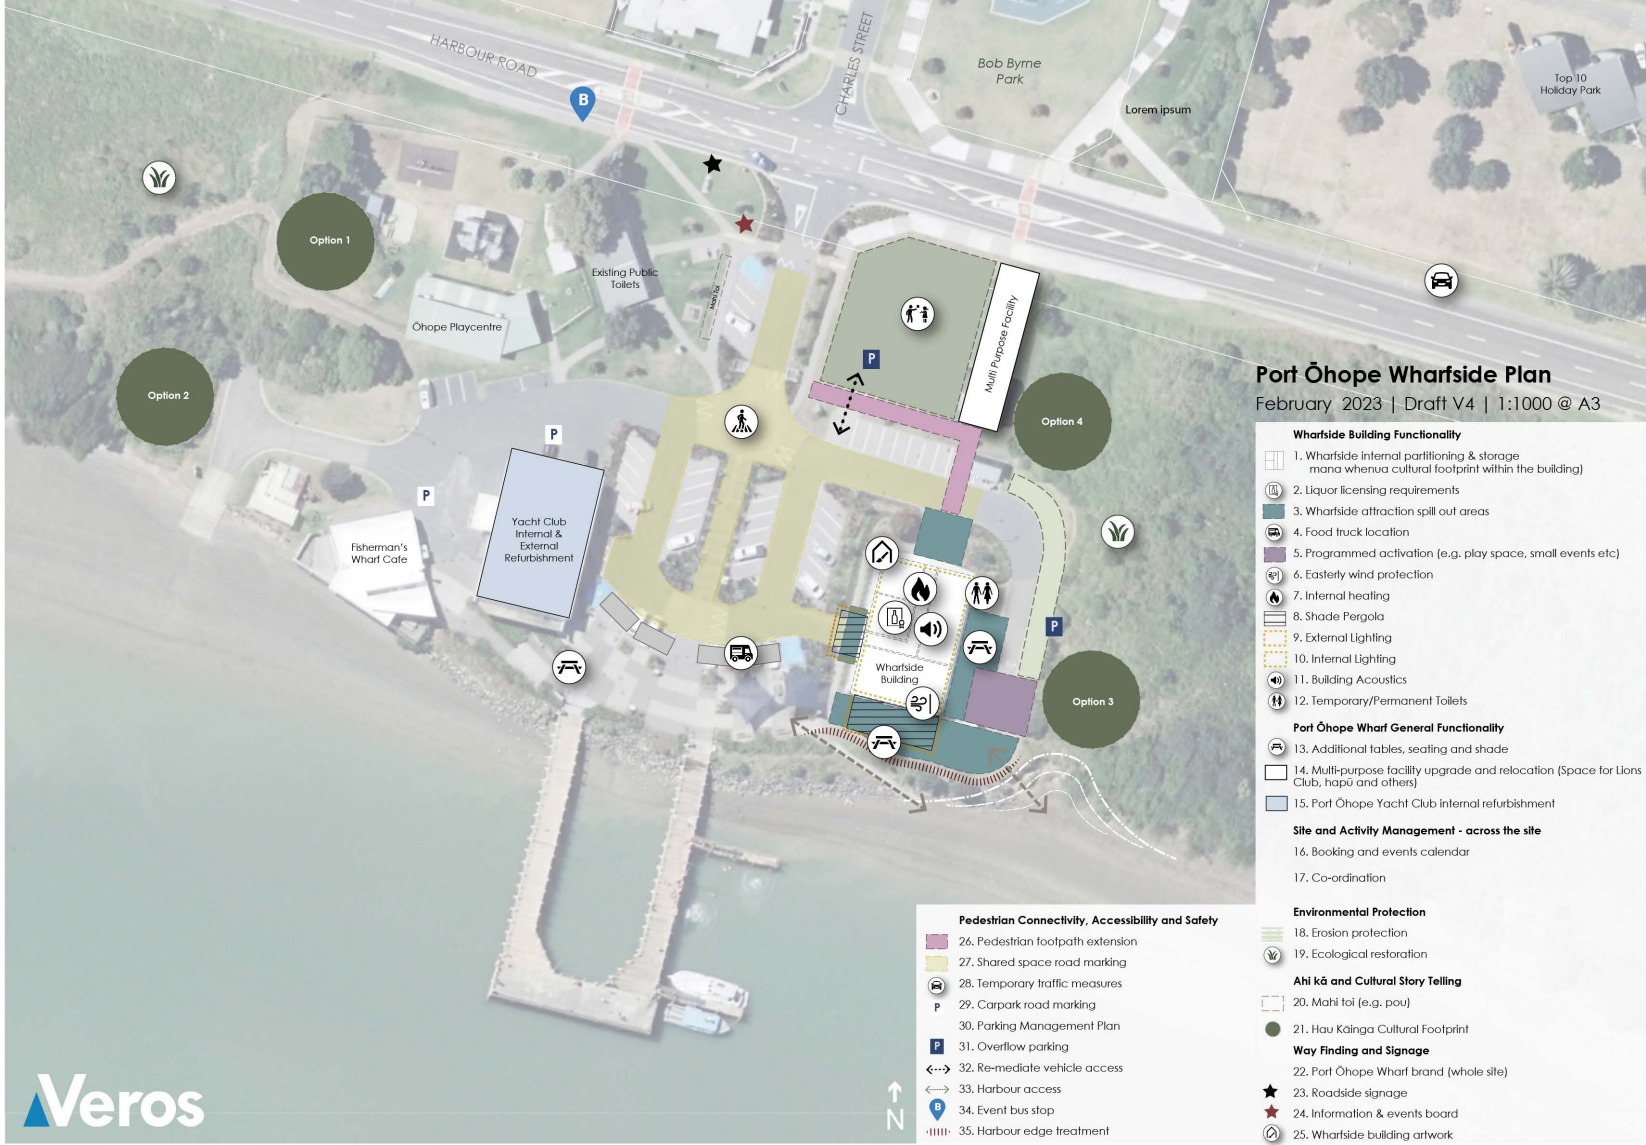 HARBOUR ROAD
CHARLES STREET
B
Bob Byrne
Park
Lorem ipsum
Top 10
Holiday Park
Option 1
Existing Public
Toilets
Mahi Toi
Ōhope Playcentre
Option 2
P
Multi Purpose Facility
Option 4
P
P
Yacht Club
Internal &
External
Refurbishment
Fisherman's
Wharf Cafe
P
Wharfside
Building
Option 3
Port Ōhope Wharfside Plan
February 2023 | Draft V4 | 1:1000 @ A3
Wharfside Building Functionality
1. Wharfside internal partitioning & storage
mana whenua cultural footprint within the building)
2. Liquor licensing requirements
3. Wharfside attraction spill out areas
4. Food truck location
5. Programmed activation (e.g. play space, small events etc)
6. Easterly wind protection
7. Internal heating
8. Shade Pergola
9. External Lighting
10. Internal Lighting
11. Building Acoustics
12. Temporary/Permanent Toilets
Port Ōhope Wharf General Functionality
13. Additional tables, seating and shade
14. Multi-purpose facility upgrade and relocation (Space for Lions
Club, hapū and others)
15. Port Ōhope Yacht Club internal refurbishment
Site and Activity Management - across the site
16. Booking and events calendar
17. Co-ordination
Environmental Protection
18. Erosion protection
19. Ecological restoration
Ahi kā and Cultural Story Telling
20. Mahi toi (e.g. pou)
21. Hau Kāinga Cultural Footprint
Way Finding and Signage
22. Port Ōhope Wharf brand (whole site)
23. Roadside signage
24. Information & events board
25. Wharfside building artwork
Pedestrian Connectivity, Accessibility and Safety
26. Pedestrian footpath extension
27. Shared space road marking
28. Temporary traffic measures
P
29. Carpark road marking
30. Parking Management Plan
P
31. Overflow parking
32. Re-mediate vehicle access
33. Harbour access
B
34. Event bus stop
35. Harbour edge treatment
N
Veros